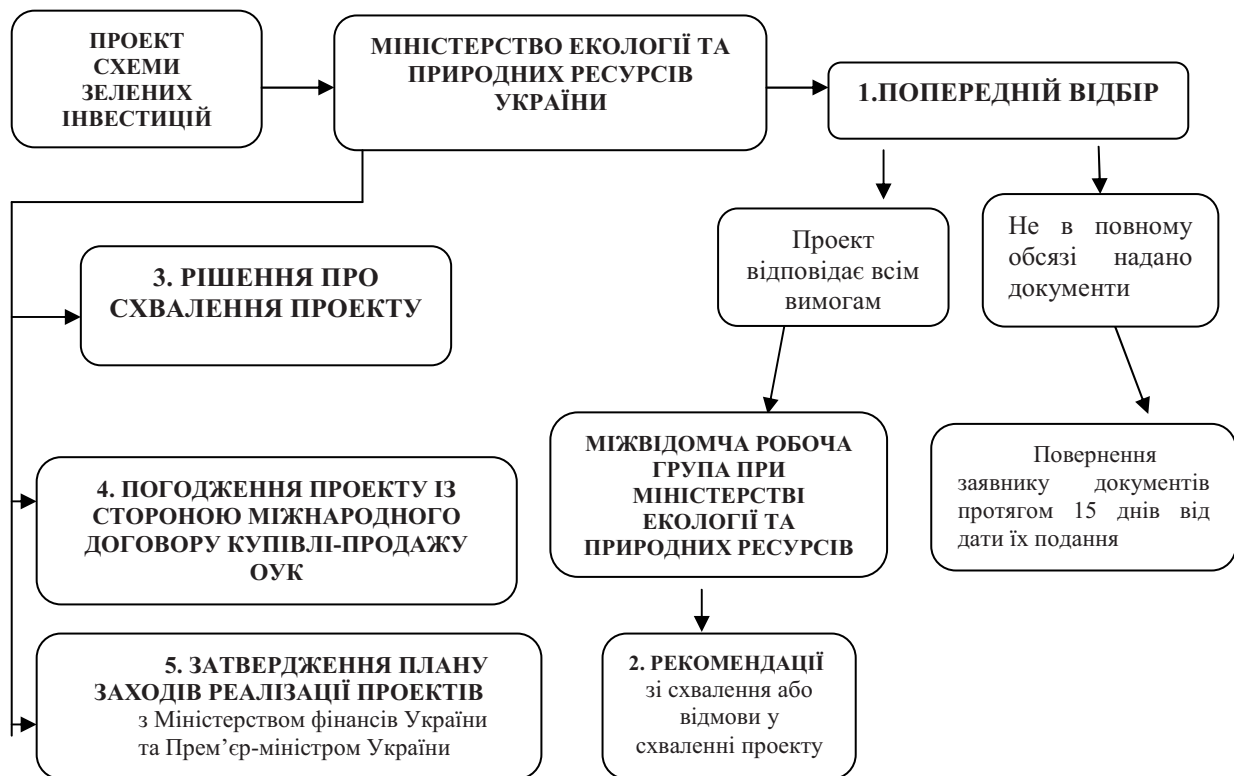 ПРОЕКТ
СХЕМИ
ЗЕЛЕНИХ
ІНВЕСТИЦІЙ
МІНІСТЕРСТВО ЕКОЛОГІЇ ТА
ПРИРОДНИХ РЕСУРСІВ
УКРАЇНИ
1.ПОПЕРЕДНІЙ ВІДБІР
Проект
відповідає всім
вимогам
Не в повному
обсязі надано
документи
3. РІШЕННЯ ПРО
СХВАЛЕННЯ ПРОЕКТУ
МІЖВІДОМЧА РОБОЧА
ГРУПА ПРИ
МІНІСТЕРСТВІ
ЕКОЛОГІЇ ТА
ПРИРОДНИХ РЕСУРСІВ
Повернення
заявнику документів
протягом 15 днів від
дати їх подання
4. ПОГОДЖЕННЯ ПРОЕКТУ ІЗ
СТОРОНОЮ МІЖНАРОДНОГО
ДОГОВОРУ КУПІВЛІ-ПРОДАЖУ
ОУК
5. ЗАТВЕРДЖЕННЯ ПЛАНУ
ЗАХОДІВ РЕАЛІЗАЦІЇ ПРОЕКТІВ
з Міністерством фінансів України
та Прем’єр-міністром України
2. РЕКОМЕНДАЦІЇ
зі схвалення або
відмови у
схваленні проекту